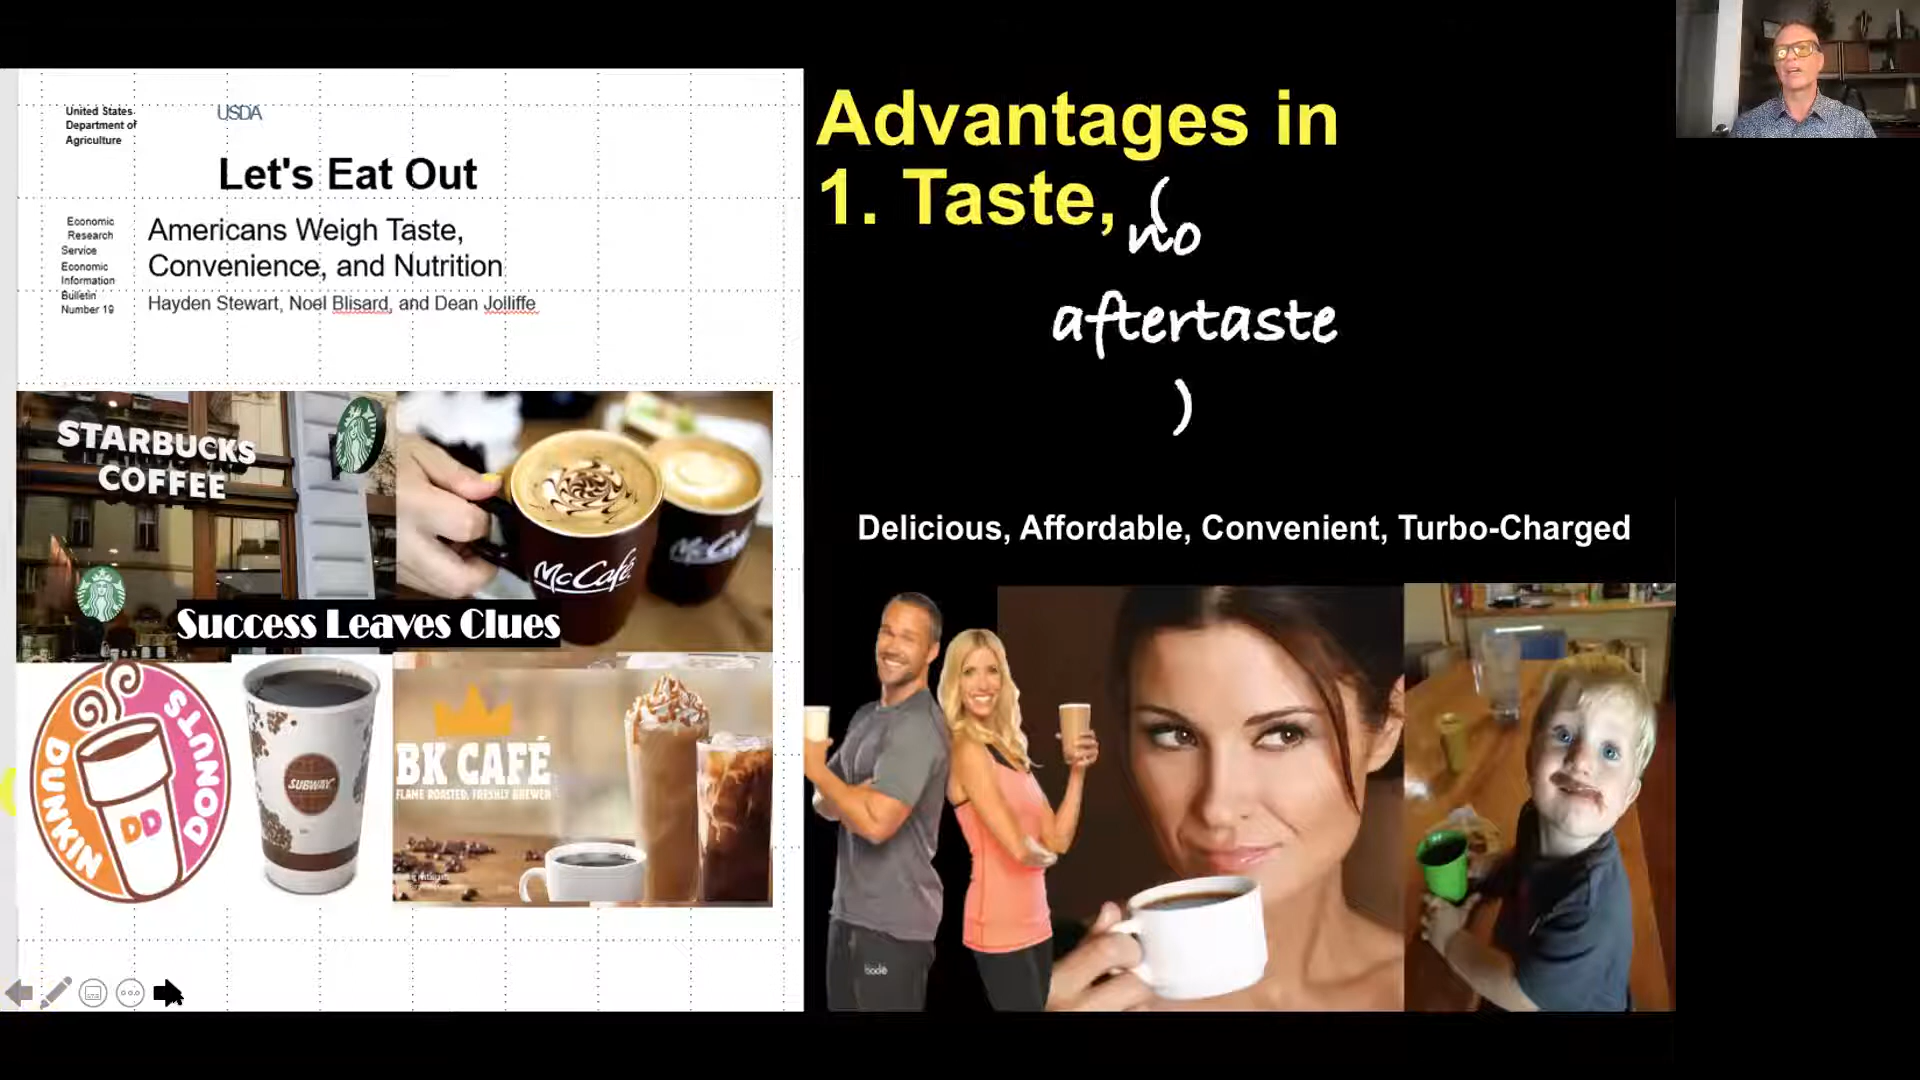 United States
Department of
Agriculture
USDA
Let's Eat Out
Economic
Research
Service
Economic
Information
Bulletin
Number 19
Americans Weigh Taste,
Convenience, and Nutrition
Hayden Stewart, Noel Blisard, and Dean Jolliffe
STARBUCKS
COFFEE
McCafé
McCafé
Success Leaves Clues
DUNKIN
DONUTS
DD
SUBWAY
BK CAFÉ
FLAME ROASTED, FRESHLY BREWED
Advantages in
1. Taste,
(
no
aftertaste
)
Delicious, Affordable, Convenient, Turbo-Charged
bodē